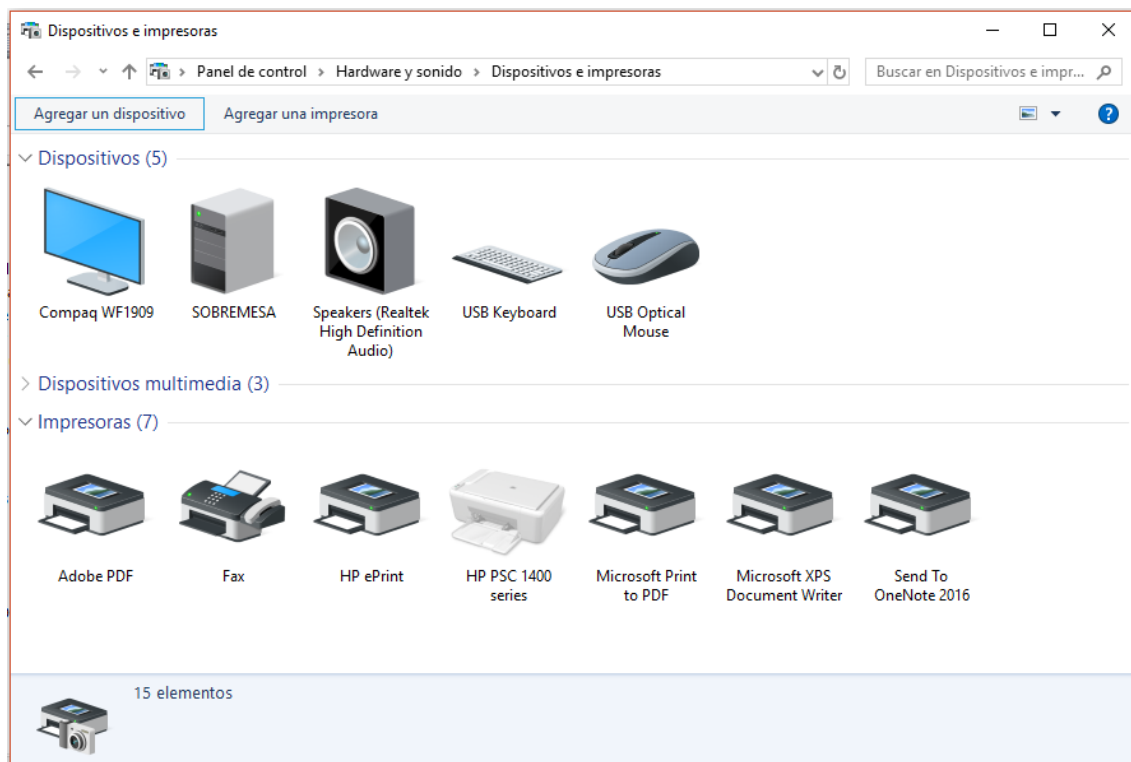 Dispositivos e impresoras
Panel de control > Hardware y sonido > Dispositivos e impresoras
Buscar en Dispositivos e impr...
Agregar un dispositivo Agregar una impresora
Dispositivos (5)
Compaq WF1909 SOBREMESA Speakers (Realtek USB Keyboard USB Optical
High Definition Mouse
Audio)
Dispositivos multimedia (3)
Impresoras (7)
Adobe PDF Fax HP ePrint HP PSC 1400 Microsoft Print Microsoft XPS Send To
series to PDF Document Writer OneNote 2016
15 elementos